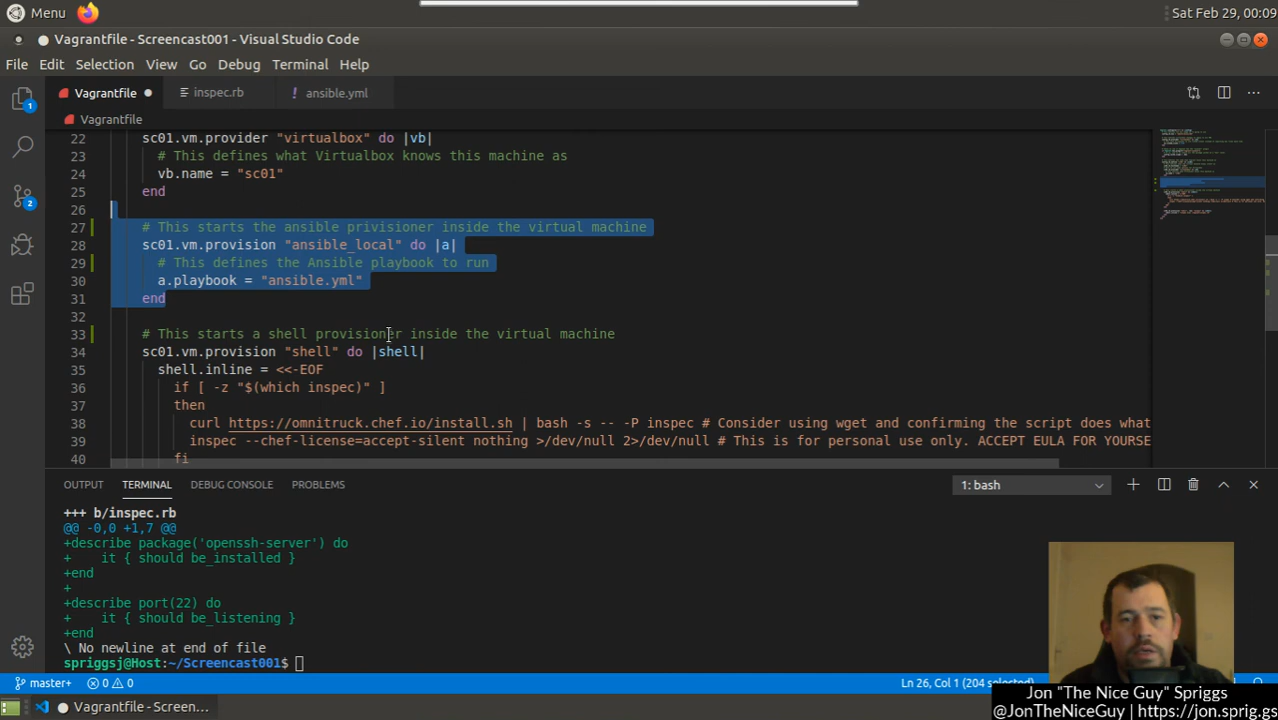 Menu
Sat Feb 29, 00:09
Vagrantfile - Screencast001 - Visual Studio Code
File Edit Selection View Go Debug Terminal Help
Vagrantfile inspec.rb ! ansible.yml
Vagrantfile
22 sc01.vm.provider "virtualbox" do |vb|
23 # This defines what Virtualbox knows this machine as
24 vb.name = "sc01"
25 end
26
27 # This starts the ansible privisioner inside the virtual machine
28 sc01.vm.provision "ansible_local" do |a|
29 # This defines the Ansible playbook to run
30 a.playbook = "ansible.yml"
31 end
32
33 # This starts a shell provisioner inside the virtual machine
34 sc01.vm.provision "shell" do |shell|
35 shell.inline = <<-EOF
36 if [ -z "$(which inspec)" ]
37 then
38 curl https://omnitruck.chef.io/install.sh | bash -s -- -P inspec # Consider using wget and confirming the script does what
39 inspec --chef-license=accept-silent nothing >/dev/null 2>/dev/null # This is for personal use only. ACCEPT EULA FOR YOURSE
40 fi
1
2
OUTPUT TERMINAL DEBUG CONSOLE PROBLEMS 1: bash
+++ b/inspec.rb
@@ -0,0 +1,7 @@
+describe package('openssh-server') do
+ it { should be_installed }
+end
+
+describe port(22) do
+ it { should be_listening }
+end
\ No newline at end of file
spriggsj@Host:~/Screencast001$
master+ 0 0 Ln 26, Col 1 (204 selected)
Vagrantfile - Screen...
Jon "The Nice Guy" Spriggs
@JonTheNiceGuy | https://jon.sprig.gs